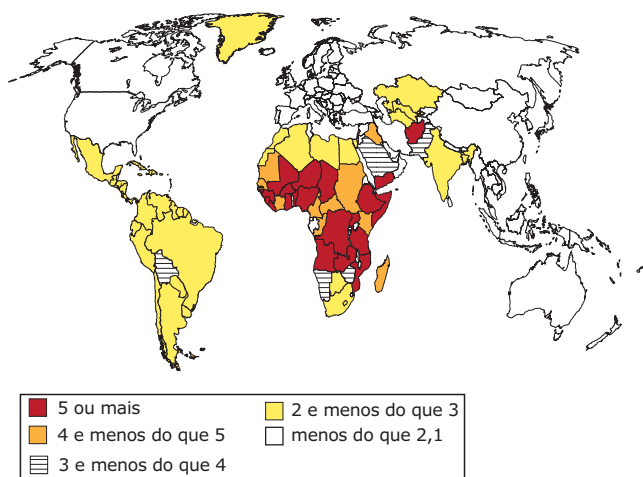 5 ou mais
4 e menos do que 5
3 e menos do que 4
2 e menos do que 3
menos do que 2,1